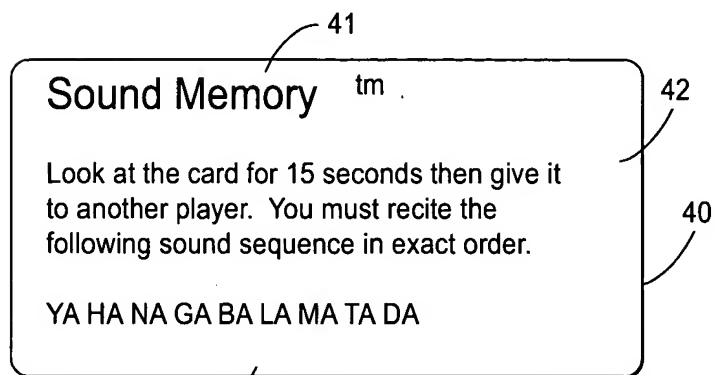 41
Sound Memory tm
42
Look at the card for 15 seconds then give it
to another player. You must recite the
40
following sound sequence in exact order.
YA HA NA GA BA LA MA TA DA